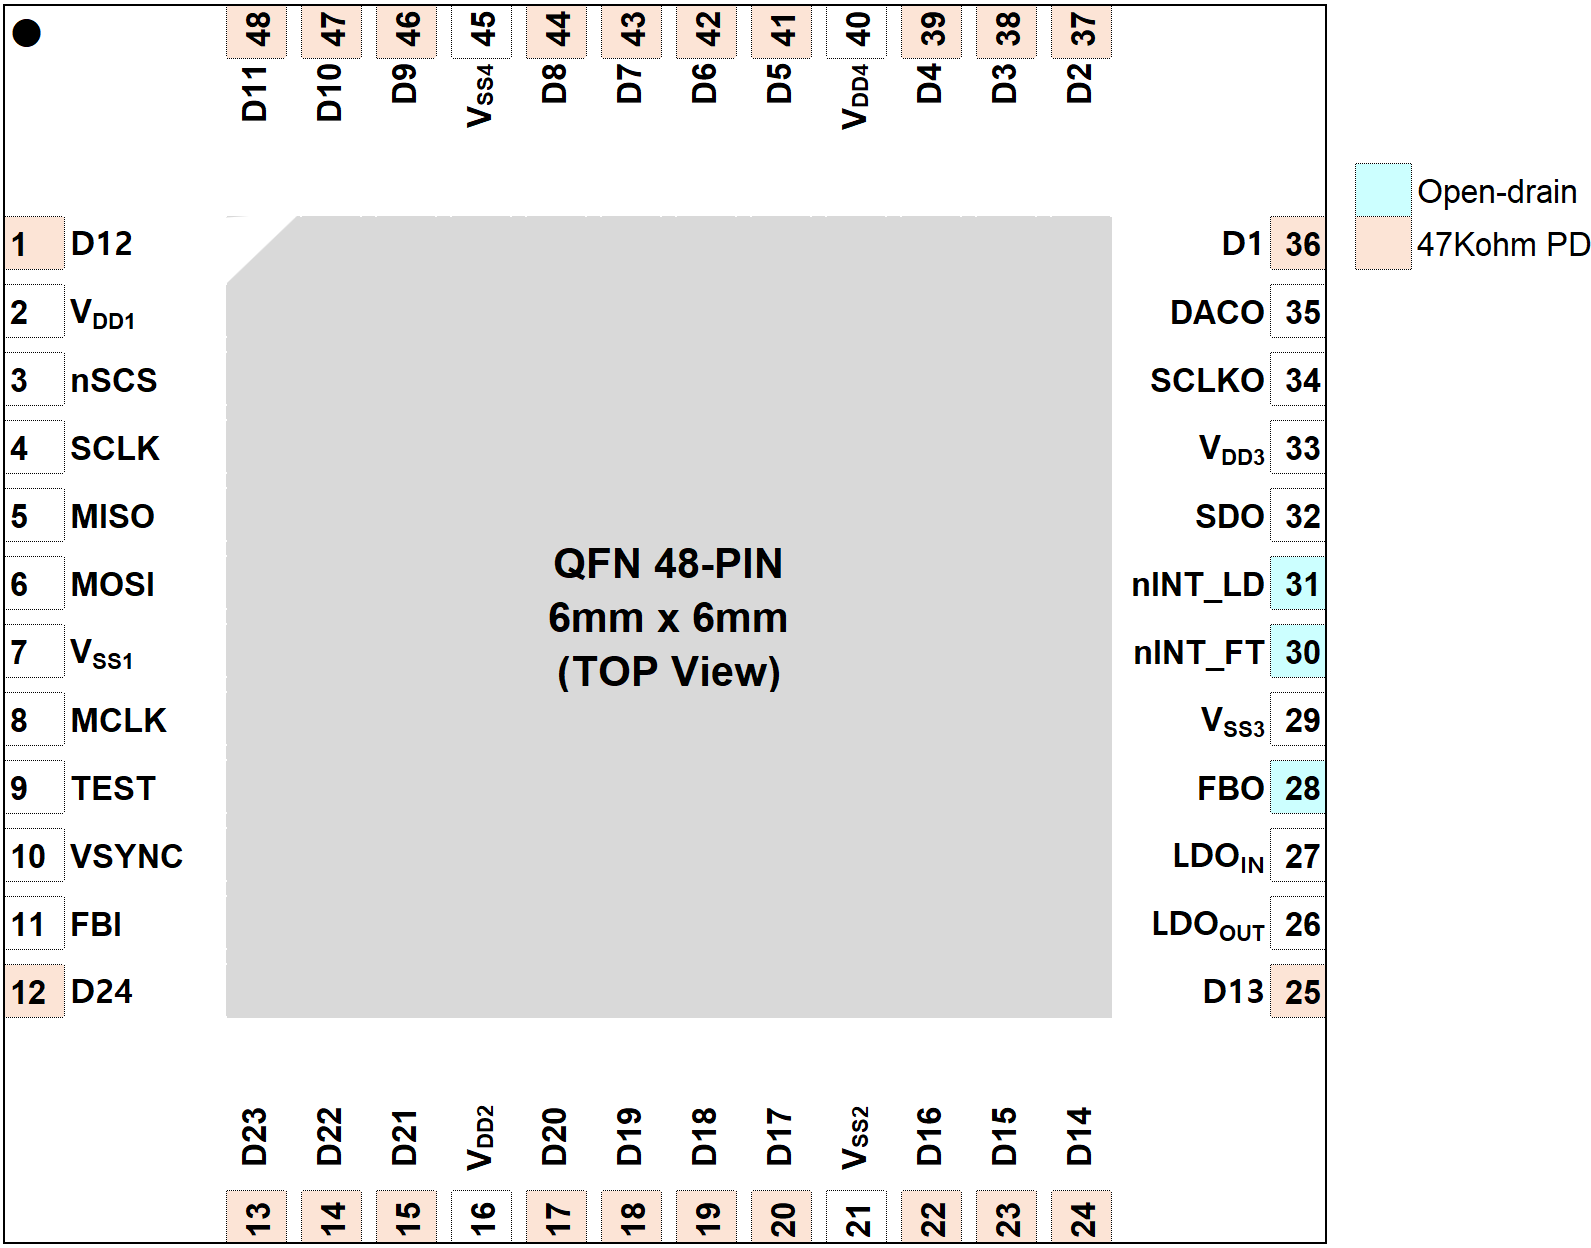 48 47 46 45 44 43 42 41 40 39 38 37
D11 D10 D9 VSS4 D8 D7 D6 D5 VDD4 D4 D3 D2
Open-drain
47Kohm PD
1 D12
2 VDD1
3 nSCS
4 SCLK
5 MISO
6 MOSI
7 VSS1
8 MCLK
9 TEST
10 VSYNC
11 FBI
12 D24
QFN 48-PIN
6mm x 6mm
(TOP View)
D1 36
DACO 35
SCLKO 34
VDD3 33
SDO 32
nINT_LD 31
nINT_FT 30
VSS3 29
FBO 28
LDOIN 27
LDOOUT 26
D13 25
D23 D22 D21 VDD2 D20 D19 D18 D17 VSS2 D16 D15 D14
13 14 15 16 17 18 19 20 21 22 23 24